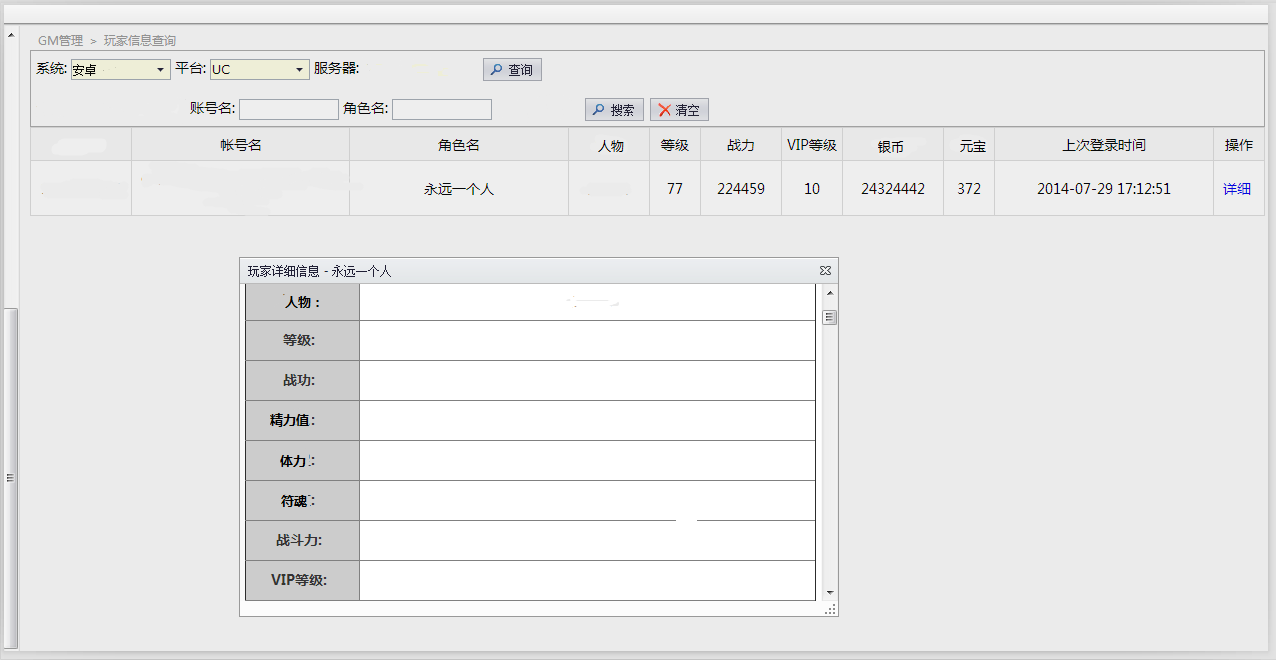 GM管理 > 玩家信息查询
系统: 安卓 平台: UC 服务器: 查询
账号名: 角色名: 搜索 清空
帐号名 角色名 人物 等级 战力 VIP等级 银币 元宝 上次登录时间 操作
永远一个人 77 224459 10 24324442 372 2014-07-29 17:12:51 详细
玩家详细信息 - 永远一个人
人物：
等级:
战功:
精力值:
体力:
符魂:
战斗力:
VIP等级: